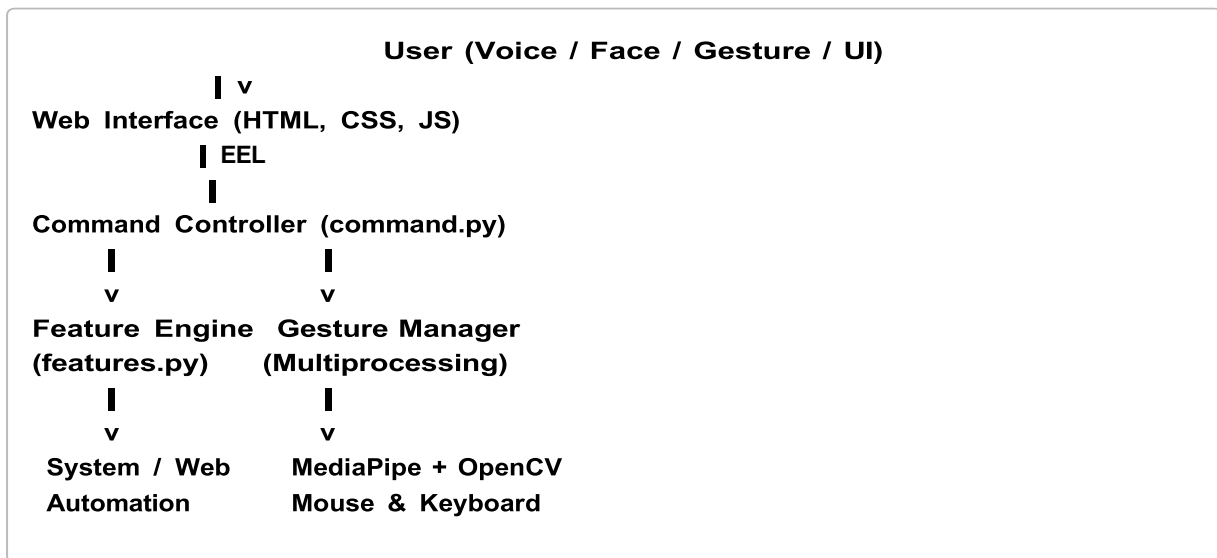 User (Voice / Face / Gesture / UI)
| v
Web Interface (HTML, CSS, JS)
| EEL
|
Command Controller (command.py)
| |
v v
Feature Engine Gesture Manager
(features.py) (Multiprocessing)
| |
v v
System / Web MediaPipe + OpenCV
Automation Mouse & Keyboard